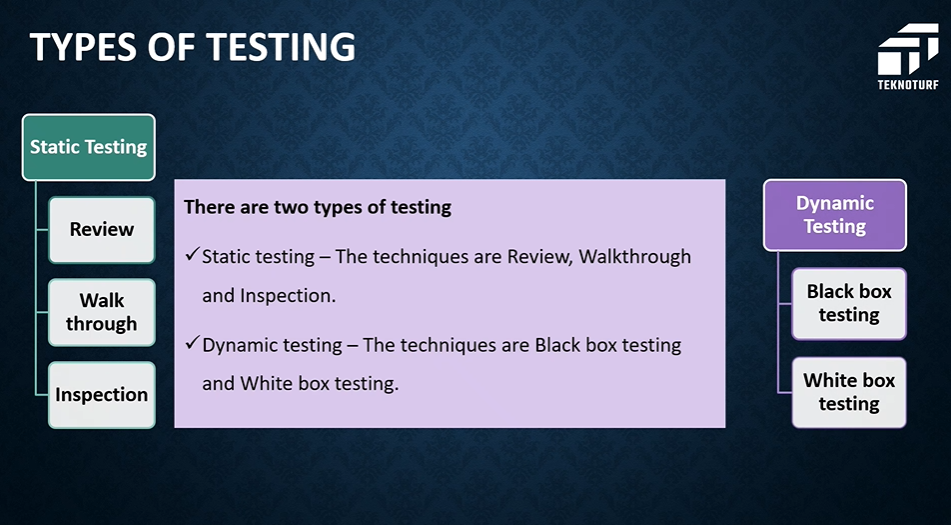 TYPES OF TESTING
TEKNOTURF
Static Testing
Review
Walk
through
Inspection
There are two types of testing
✓Static testing – The techniques are Review, Walkthrough
and Inspection.
✓Dynamic testing – The techniques are Black box testing
and White box testing.
Dynamic
Testing
Black box
testing
White box
testing